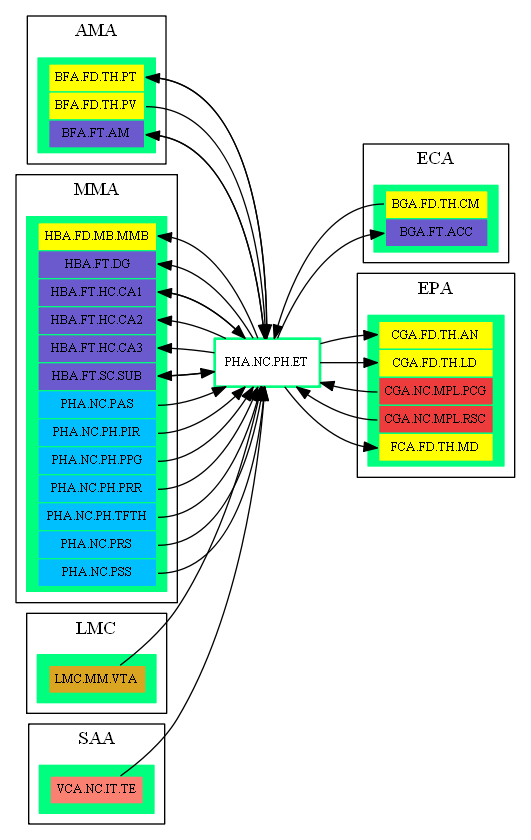 AMA
BFA.FD.TH.PT
BFA.FD.TH.PV
BFA.FT.AM
MMA
HBA.FD.MB.MMB
HBA.FT.DG
HBA.FT.HC.CA1
HBA.FT.HC.CA2
HBA.FT.HC.CA3
HBA.FT.SC.SUB
PHA.NC.PAS
PHA.NC.PH.PIR
PHA.NC.PH.PPG
PHA.NC.PH.PRR
PHA.NC.PH.TFTH
PHA.NC.PRS
PHA.NC.PSS
LMC
LMC.MM.VTA
SAA
VCA.NC.IT.TE
PHA.NC.PH.ET
ECA
BGA.FD.TH.CM
BGA.FT.ACC
EPA
CGA.FD.TH.AN
CGA.FD.TH.LD
CGA.NC.MPL.PCG
CGA.NC.MPL.RSC
FCA.FD.TH.MD